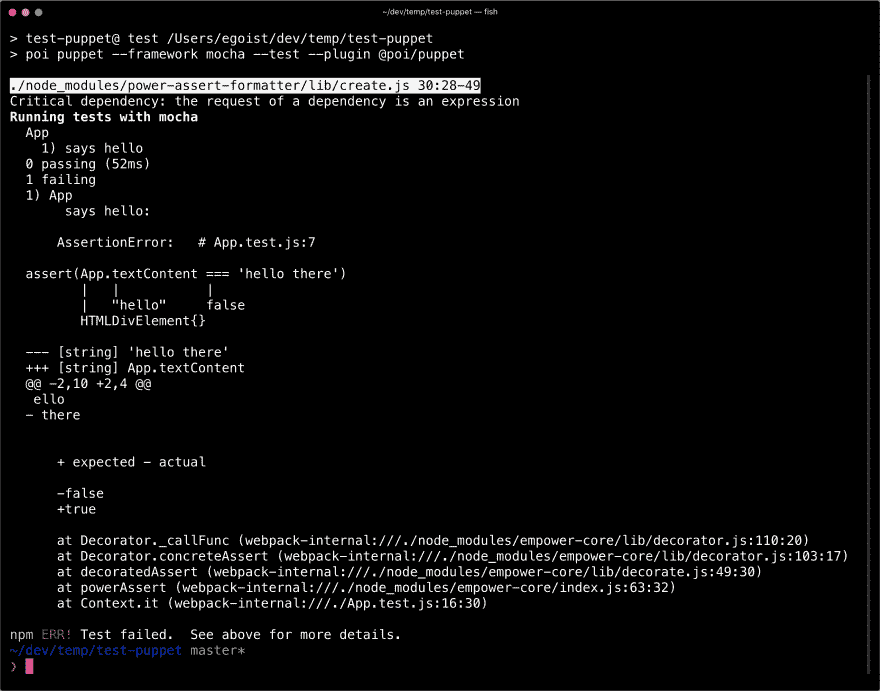 ~/dev/temp/test-puppet — fish
> test-puppet@ test /Users/egoist/dev/temp/test-puppet
> poi puppet --framework mocha --test --plugin @poi/puppet
./node_modules/power-assert-formatter/lib/create.js 30:28-49
Critical dependency: the request of a dependency is an expression
Running tests with mocha
App
1) says hello
0 passing (52ms)
1 failing
1) App
says hello:
AssertionError:   # App.test.js:7
assert(App.textContent === 'hello there')
|   |           |
|   "hello"     false
HTMLDivElement{}
--- [string] 'hello there'
+++ [string] App.textContent
@@ -2,10 +2,4 @@
ello
- there
+ expected - actual
-false
+true
at Decorator._callFunc (webpack-internal:///./node_modules/empower-core/lib/decorator.js:110:20)
at Decorator.concreteAssert (webpack-internal:///./node_modules/empower-core/lib/decorator.js:103:17)
at decoratedAssert (webpack-internal:///./node_modules/empower-core/lib/decorate.js:49:30)
at powerAssert (webpack-internal:///./node_modules/empower-core/index.js:63:32)
at Context.it (webpack-internal:///./App.test.js:16:30)
npm ERR! Test failed.  See above for more details.
~/dev/temp/test-puppet master*
❯